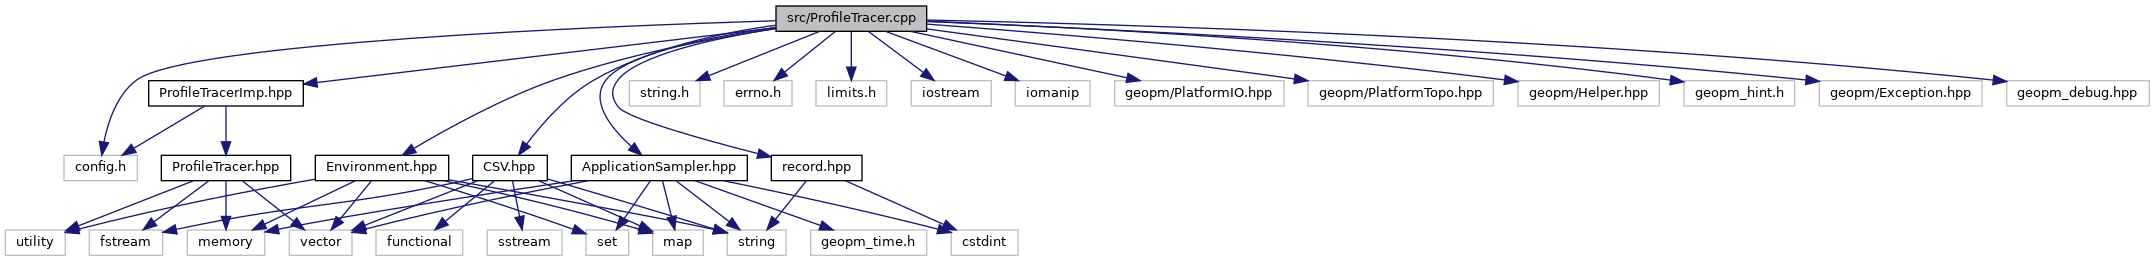 src/ProfileTracer.cpp
ProfileTracerImp.hpp
string.h
errno.h
limits.h
iostream
iomanip
geopm/PlatformIO.hpp
geopm/PlatformTopo.hpp
geopm/Helper.hpp
geopm_hint.h
geopm/Exception.hpp
geopm_debug.hpp
config.h
ProfileTracer.hpp
Environment.hpp
CSV.hpp
ApplicationSampler.hpp
record.hpp
utility
fstream
memory
vector
functional
sstream
set
map
string
geopm_time.h
cstdint